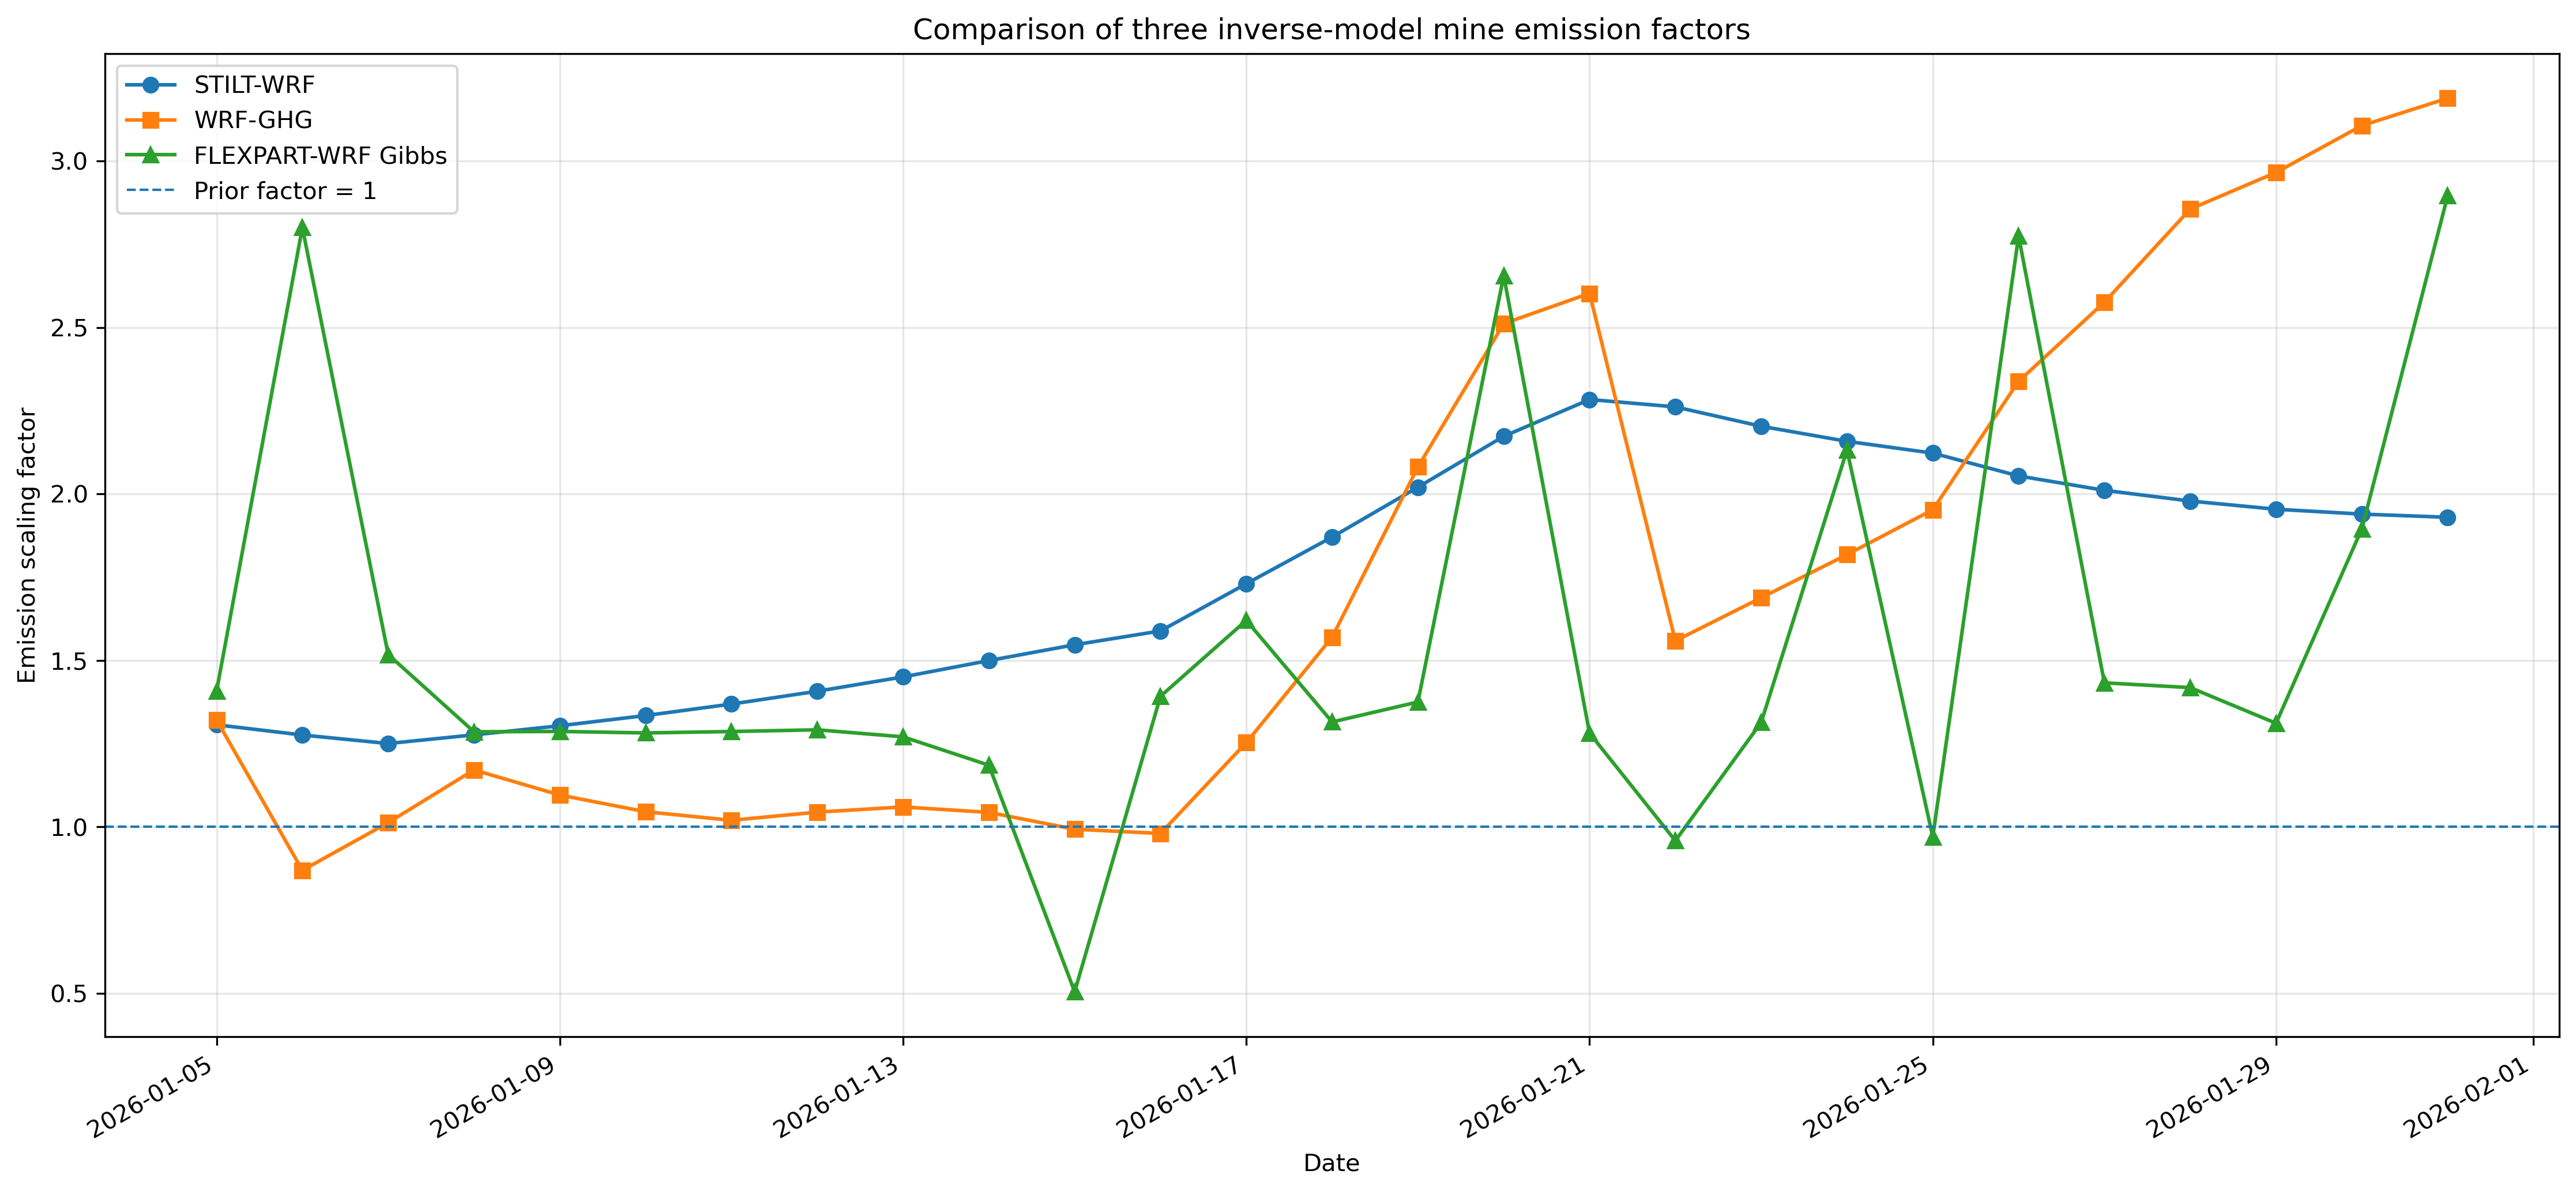 Comparison of three inverse-model mine emission factors
STILT-WRF
WRF-GHG
FLEXPART-WRF Gibbs
Prior factor = 1
Emission scaling factor
3.0
2.5
2.0
1.5
1.0
0.5
2026-01-05
2026-01-09
2026-01-13
2026-01-17
2026-01-21
2026-01-25
2026-01-29
2026-02-01
Date